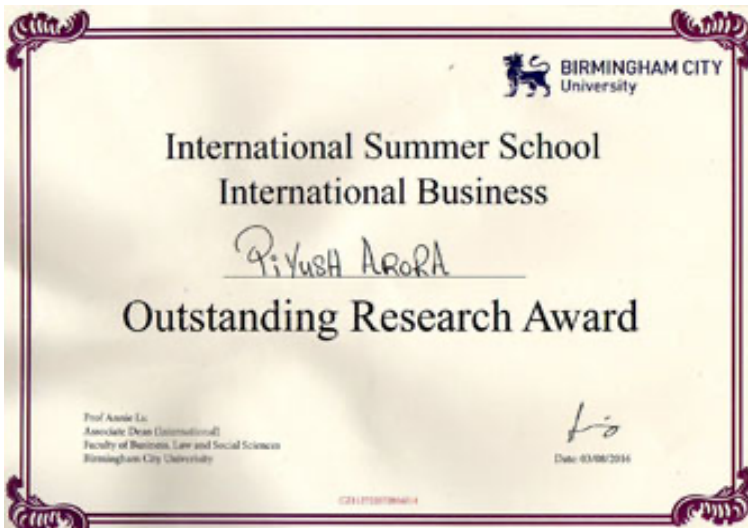 BIRMINGHAM CITY
University
International Summer School
International Business
PiYUSH ARORA
Outstanding Research Award
Prof Annie Li
Associate Dean (International)
Faculty of Business, Law and Social Sciences
Birmingham City University
Date 03/08/2016